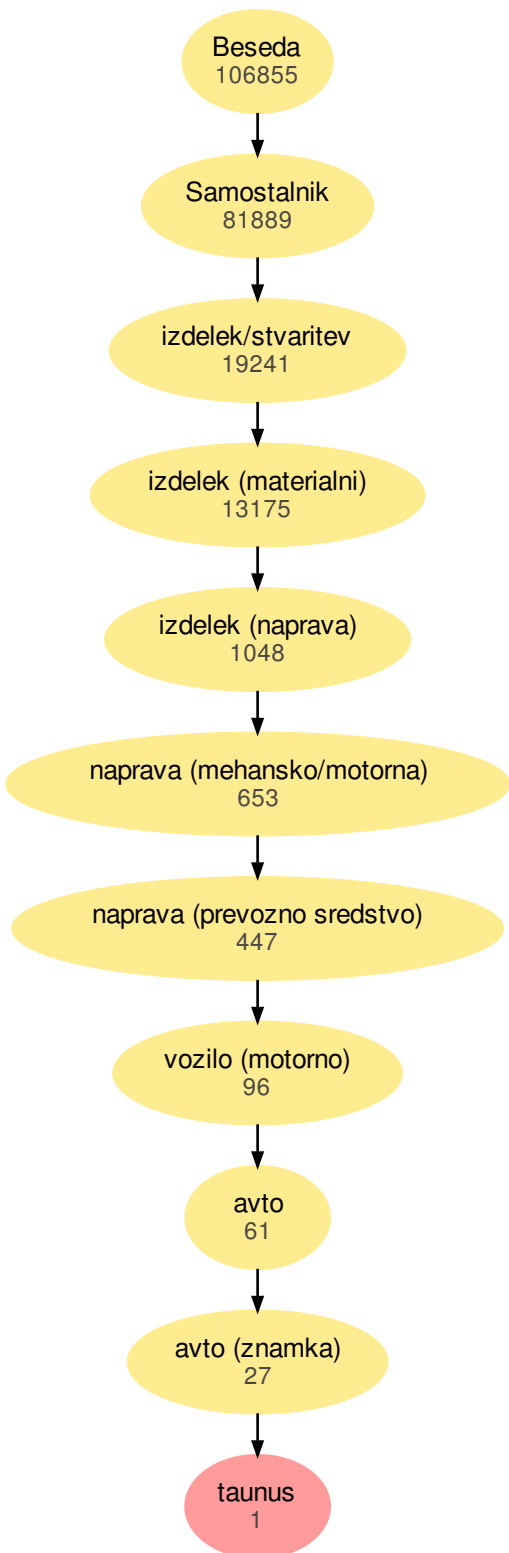 Beseda
106855
Samostalnik
81889
izdelek/stvaritev
19241
izdelek (materialni)
13175
izdelek (naprava)
1048
naprava (mehansko/motorna)
653
naprava (prevozno sredstvo)
447
vozilo (motorno)
96
avto
61
avto (znamka)
27
taunus
1